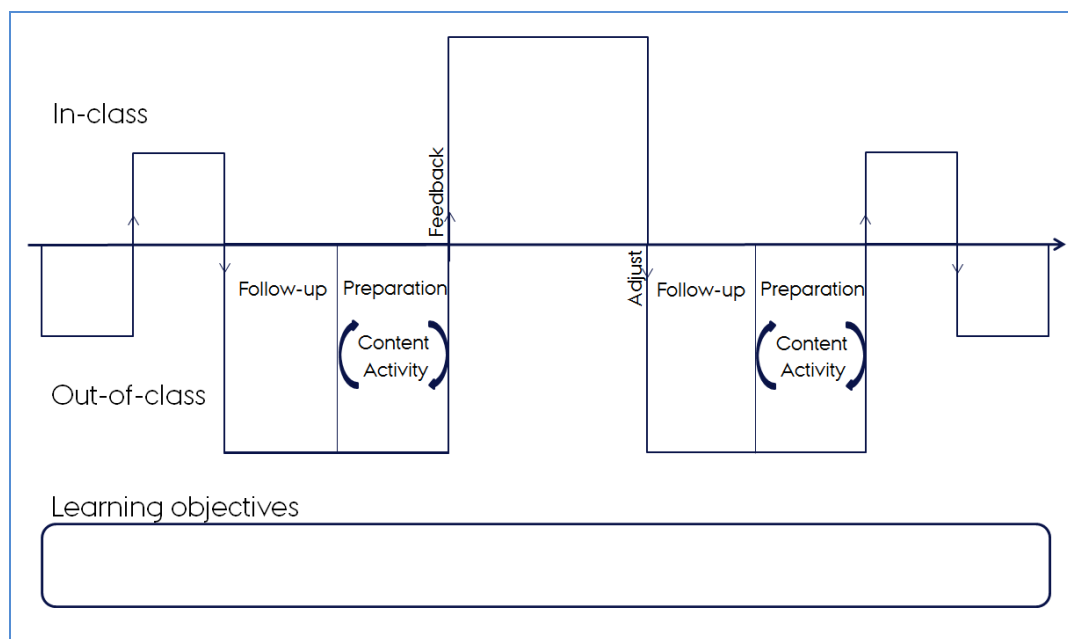 In-class
Feedback
Adjust
Follow-up
Preparation
Content
Activity
Follow-up
Preparation
Content
Activity
Out-of-class
Learning objectives